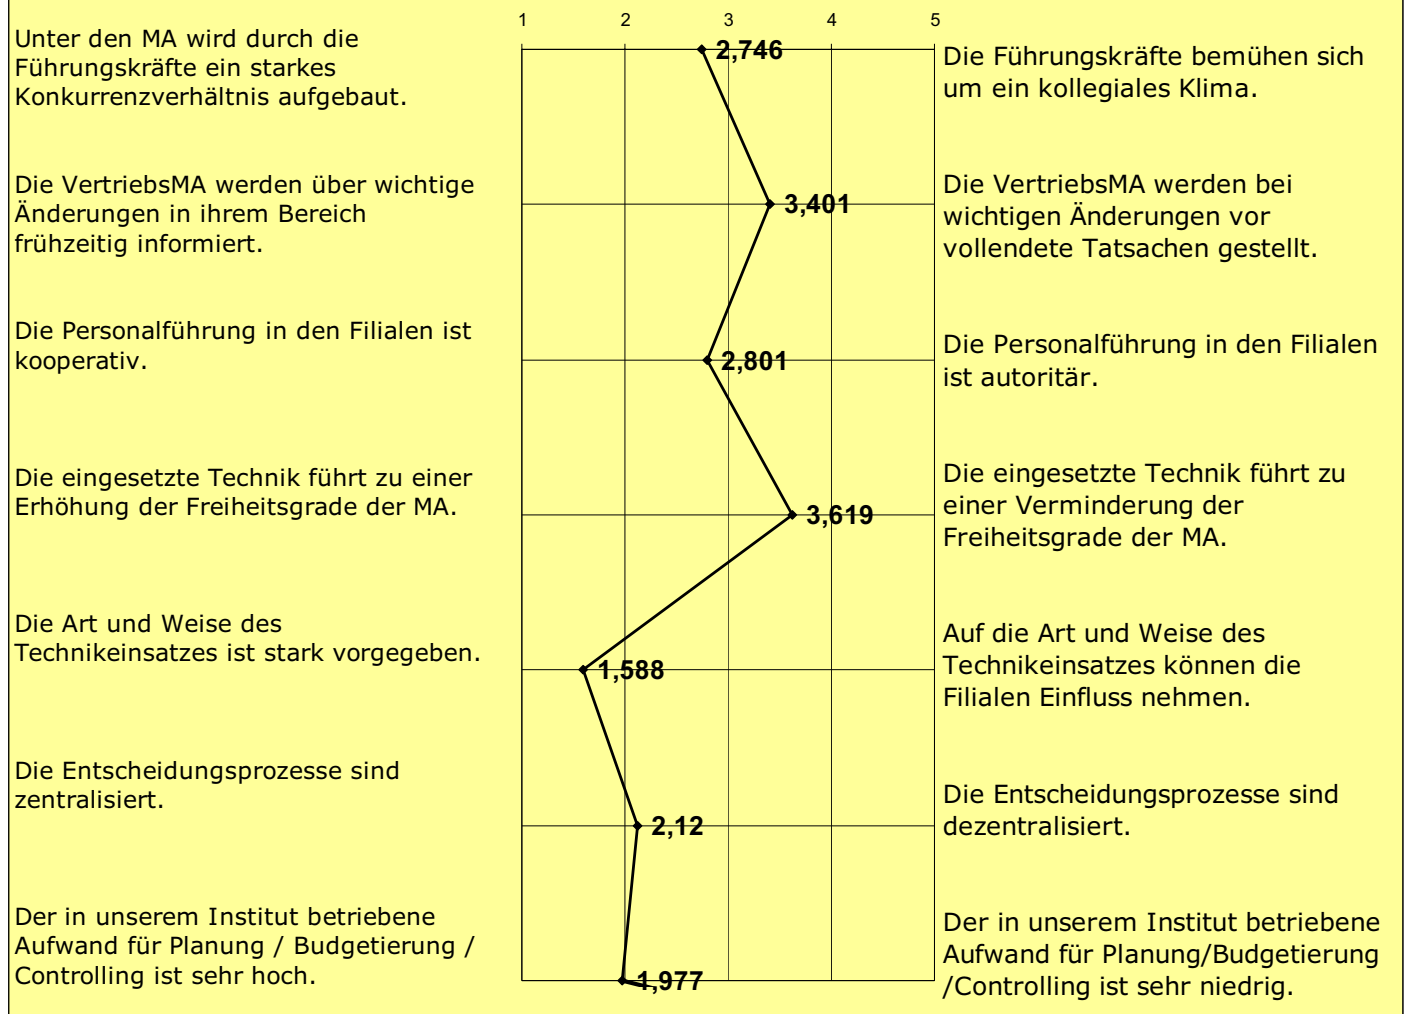 1 2 3 4 5
Unter den MA wird durch die
Führungskräfte ein starkes
Konkurrenzverhältnis aufgebaut.
2,746
Die Führungskräfte bemühen sich
um ein kollegiales Klima.
Die VertriebsMA werden über wichtige
Änderungen in ihrem Bereich
frühzeitig informiert.
3,401
Die VertriebsMA werden bei
wichtigen Änderungen vor
vollendete Tatsachen gestellt.
Die Personalführung in den Filialen ist
kooperativ.
2,801
Die Personalführung in den Filialen
ist autoritär.
Die eingesetzte Technik führt zu einer
Erhöhung der Freiheitsgrade der MA.
3,619
Die eingesetzte Technik führt zu
einer Verminderung der
Freiheitsgrade der MA.
Die Art und Weise des
Technikeinsatzes ist stark vorgegeben.
1,588
Auf die Art und Weise des
Technikeinsatzes können die
Filialen Einfluss nehmen.
Die Entscheidungsprozesse sind
zentralisiert.
2,12
Die Entscheidungsprozesse sind
dezentralisiert.
Der in unserem Institut betriebene
Aufwand für Planung / Budgetierung /
Controlling ist sehr hoch.
1,977
Der in unserem Institut betriebene
Aufwand für Planung/Budgetierung
/Controlling ist sehr niedrig.